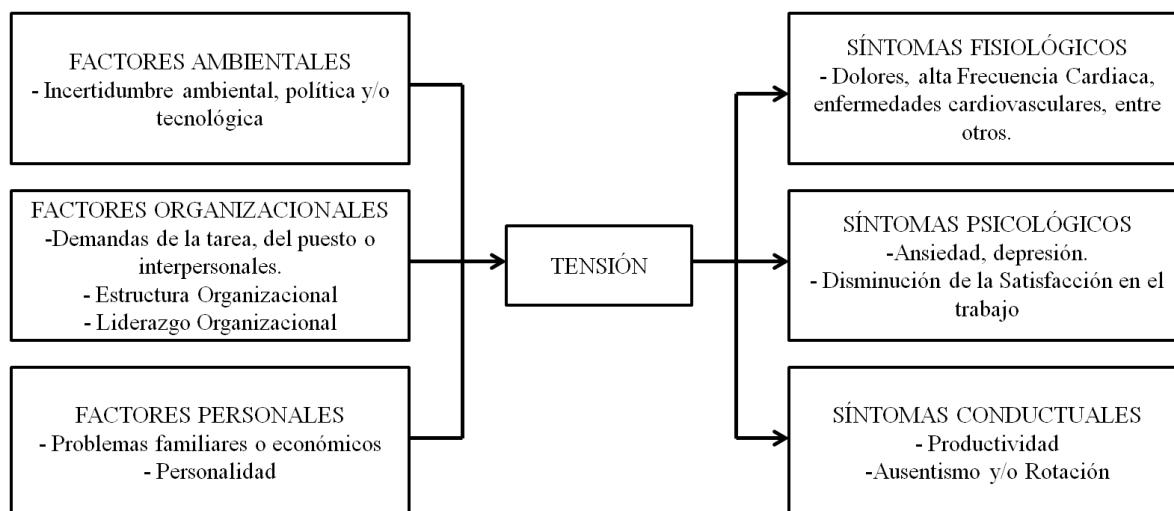 FACTORES AMBIENTALES
- Incertidumbre ambiental, política y/o
tecnológica
FACTORES ORGANIZACIONALES
-Demandas de la tarea, del puesto o
interpersonales.
- Estructura Organizacional
- Liderazgo Organizacional
FACTORES PERSONALES
- Problemas familiares o económicos
- Personalidad
TENSIÓN
SÍNTOMAS FISIOLÓGICOS
- Dolores, alta Frecuencia Cardiaca,
enfermedades cardiovasculares, entre
otros.
SÍNTOMAS PSICOLÓGICOS
- Ansiedad, depresión.
- Disminución de la Satisfacción en el
trabajo
SÍNTOMAS CONDUCTUALES
- Productividad
- Ausentismo y/o Rotación